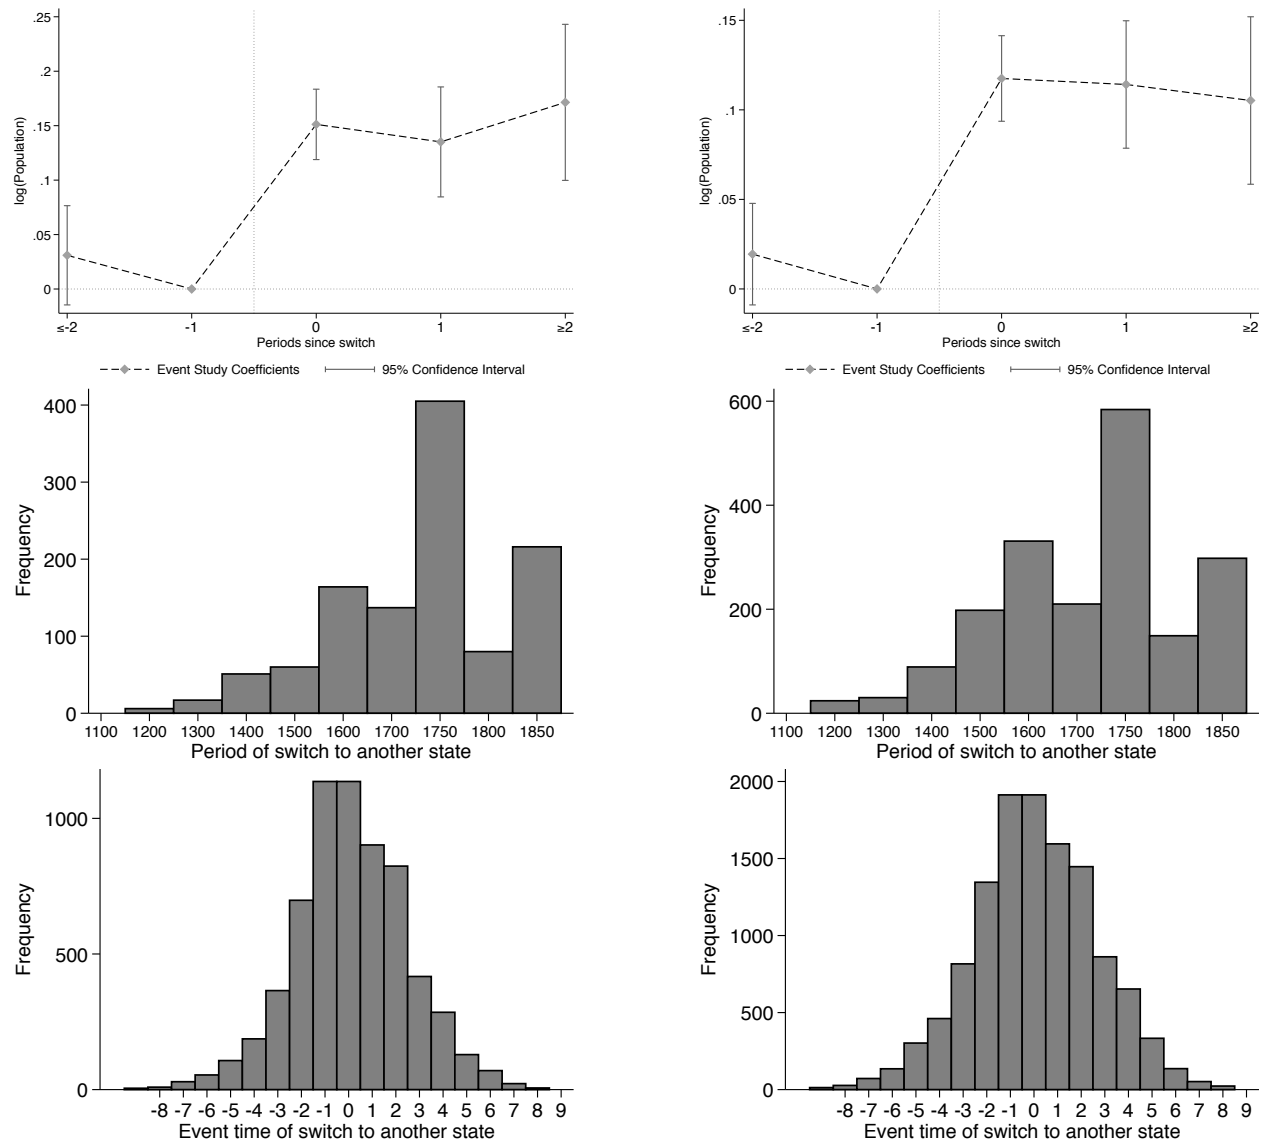 .25
.2
.15
.1
.05
0
log(Population)
≤-2 -1 0 1 ≥2
Periods since switch
Event Study Coefficients 95% Confidence Interval
.15
.1
.05
0
log(Population)
≤-2 -1 0 1 ≥2
Periods since switch
Event Study Coefficients 95% Confidence Interval
400
300
200
100
0
Frequency
1100 1200 1300 1400 1500 1600 1700 1750 1800 1850
Period of switch to another state
600
400
200
0
Frequency
1100 1200 1300 1400 1500 1600 1700 1750 1800 1850
Period of switch to another state
1000
500
0
Frequency
-8 -7 -6 -5 -4 -3 -2 -1 0 1 2 3 4 5 6 7 8 9
Event time of switch to another state
2000
1500
1000
500
0
Frequency
-8 -7 -6 -5 -4 -3 -2 -1 0 1 2 3 4 5 6 7 8 9
Event time of switch to another state